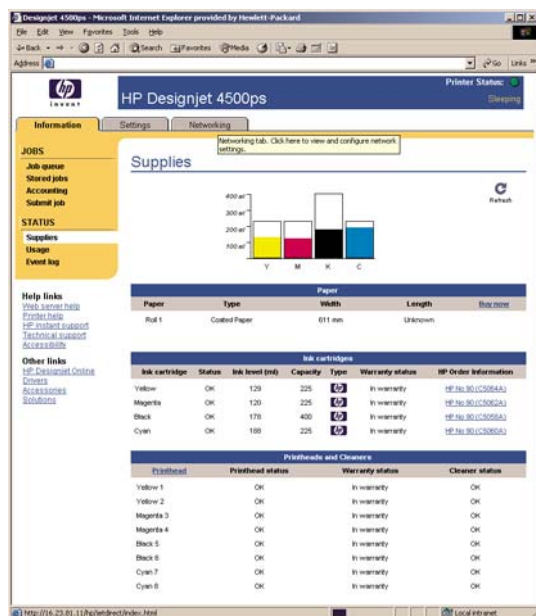 Designjet 4500ps - Microsoft Internet Explorer provided by Hewlett-Packard
File Edit View Favorites Tools Help
Back Search Favorites Media
Address Go Links
hp
invent
HP Designjet 4500ps
Printer Status:
Sleeping
Information Settings Networking
Networking tab. Click here to view and configure network settings.
JOBS
Job queue
Stored jobs
Accounting
Submit job
STATUS
Supplies
Usage
Event log
Help links
Web server help
Printer help
HP instant support
Technical support
Accessibility
Other links
HP Designjet Online
Drivers
Accessories
Solutions
Supplies
Refresh
400 ml
300 ml
200 ml
100 ml
Y M K C
Paper
Paper Type Width Length Buy now
Roll 1 Coated Paper 611 mm Unknown
Ink cartridges
Ink cartridge Status Ink level (ml) Capacity Type Warranty status HP Order Information
Yellow OK 129 225 hp In warranty HP No 90 (C5064A)
Magenta OK 120 225 hp In warranty HP No 90 (C5062A)
Black OK 178 400 hp In warranty HP No 90 (C5058A)
Cyan OK 188 225 hp In warranty HP No 90 (C5060A)
Printheads and Cleaners
Printhead Printhead status Warranty status Cleaner status
Yellow 1 OK In warranty OK
Yellow 2 OK In warranty OK
Magenta 3 OK In warranty OK
Magenta 4 OK In warranty OK
Black 5 OK In warranty OK
Black 6 OK In warranty OK
Cyan 7 OK In warranty OK
Cyan 8 OK In warranty OK
http://16.23.81.11/hp/jetdirect/index.html Local intranet